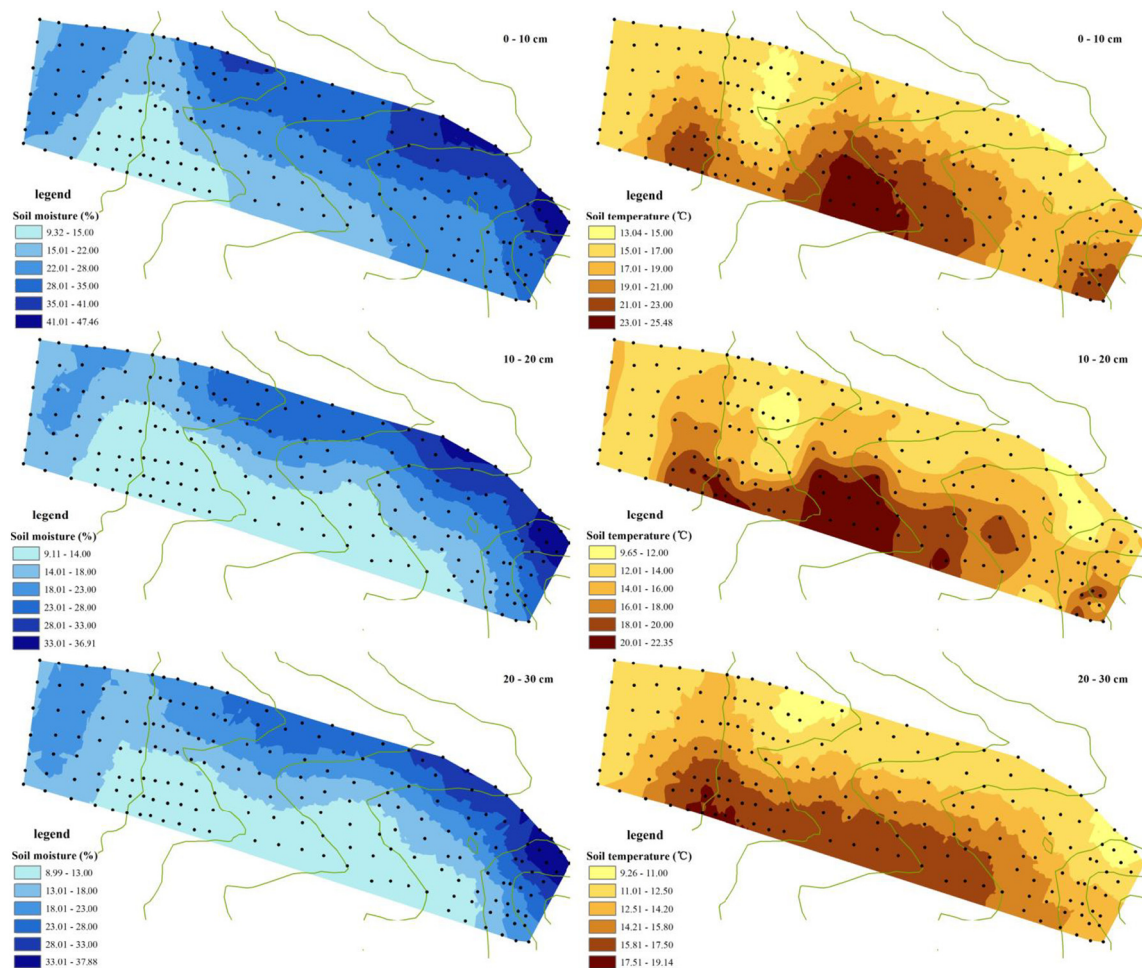 0 - 10 cm
legend
Soil moisture (%)
9.32 - 15.00
15.01 - 22.00
22.01 - 28.00
28.01 - 35.00
35.01 - 41.00
41.01 - 47.46
0 - 10 cm
legend
Soil temperature (℃)
13.04 - 15.00
15.01 - 17.00
17.01 - 19.00
19.01 - 21.00
21.01 - 23.00
23.01 - 25.48
10 - 20 cm
legend
Soil moisture (%)
9.11 - 14.00
14.01 - 18.00
18.01 - 23.00
23.01 - 28.00
28.01 - 33.00
33.01 - 36.91
10 - 20 cm
legend
Soil temperature (℃)
9.65 - 12.00
12.01 - 14.00
14.01 - 16.00
16.01 - 18.00
18.01 - 20.00
20.01 - 22.35
20 - 30 cm
legend
Soil moisture (%)
8.99 - 13.00
13.01 - 18.00
18.01 - 23.00
23.01 - 28.00
28.01 - 33.00
33.01 - 37.88
20 - 30 cm
legend
Soil temperature (℃)
9.26 - 11.00
11.01 - 12.50
12.51 - 14.20
14.21 - 15.80
15.81 - 17.50
17.51 - 19.14